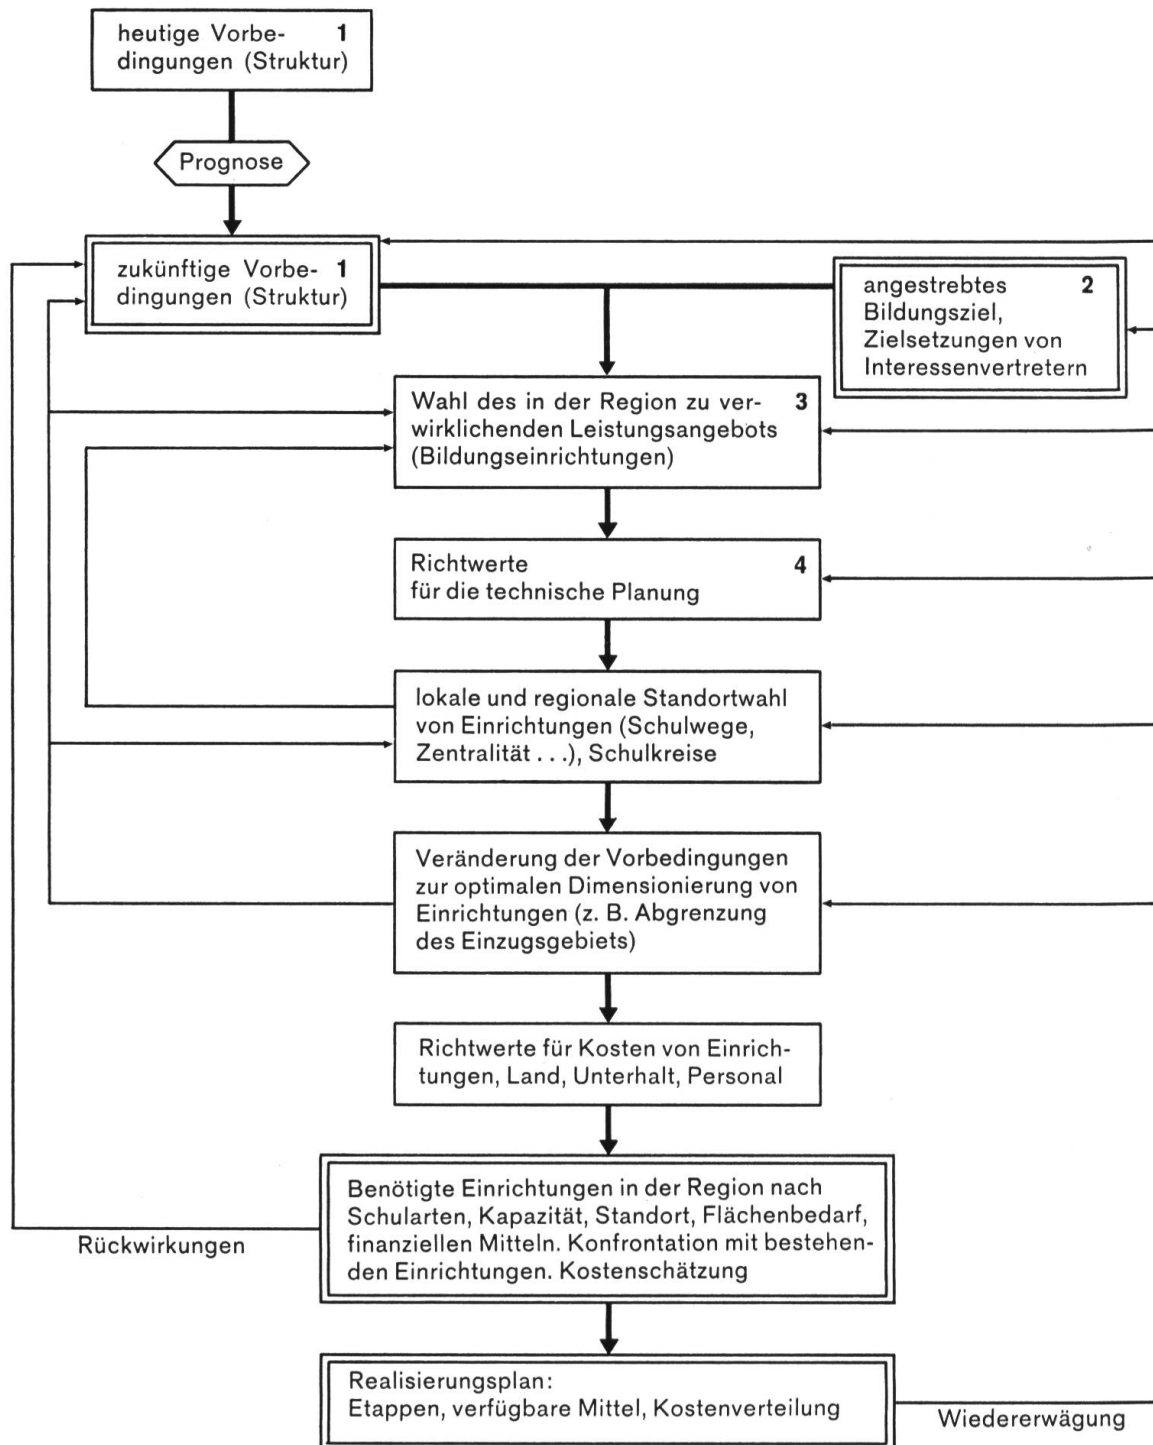 heutige Vorbe- 1
dingungen (Struktur)
Prognose
zukünftige Vorbe- 1
dingungen (Struktur)
angestrebtes 2
Bildungsziel,
Zielsetzungen von
Interessenvertretern
Wahl des in der Region zu ver- 3
wirklichenden Leistungsangebots
(Bildungseinrichtungen)
Richtwerte 4
für die technische Planung
lokale und regionale Standortwahl
von Einrichtungen (Schulwege,
Zentralität . . .), Schulkreise
Veränderung der Vorbedingungen
zur optimalen Dimensionierung von
Einrichtungen (z. B. Abgrenzung
des Einzugsgebiets)
Richtwerte für Kosten von Einrich-
tungen, Land, Unterhalt, Personal
Benötigte Einrichtungen in der Region nach
Schularten, Kapazität, Standort, Flächenbedarf,
finanziellen Mitteln. Konfrontation mit bestehen-
den Einrichtungen. Kostenschätzung
Rückwirkungen
Realisierungsplan:
Etappen, verfügbare Mittel, Kostenverteilung
Wiedererwägung